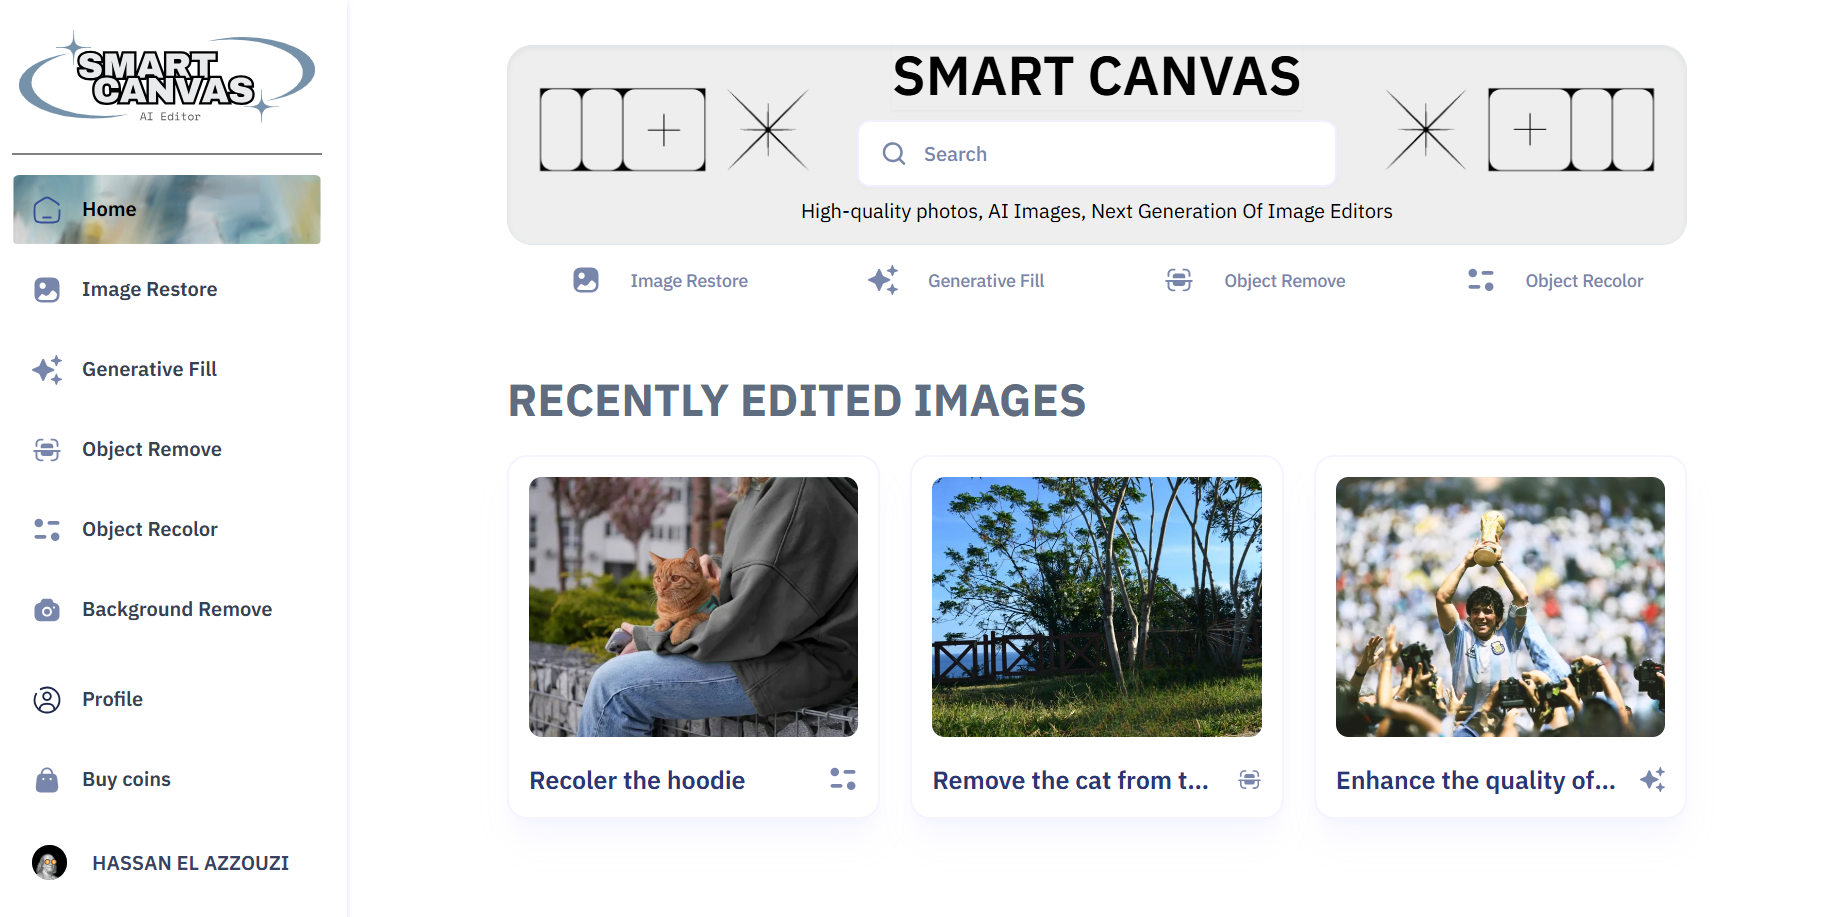 SMART
CANVAS
AI Editor
Home
Image Restore
Generative Fill
Object Remove
Object Recolor
Background Remove
Profile
Buy coins
HASSAN EL AZZOUZI
SMART CANVAS
Search
High-quality photos, AI Images, Next Generation Of Image Editors
Image Restore
Generative Fill
Object Remove
Object Recolor
RECENTLY EDITED IMAGES
Recoler the hoodie
Remove the cat from t...
Enhance the quality of...